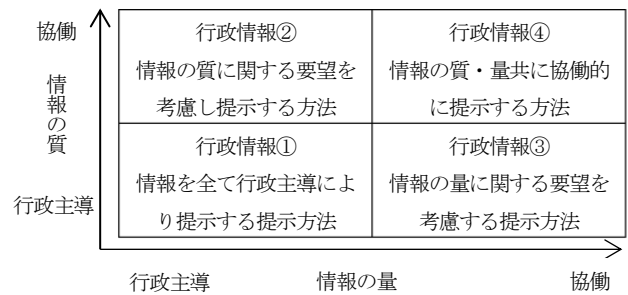 協働
行政情報②
情報の質に関する要望を
考慮し提示する方法
行政情報④
情報の質・量共に協働的
に提示する方法
情報の質
行政情報①
情報を全て行政主導によ
り提示する提示方法
行政情報③
情報の量に関する要望を
考慮する提示方法
行政主導
行政主導
情報の量
協働